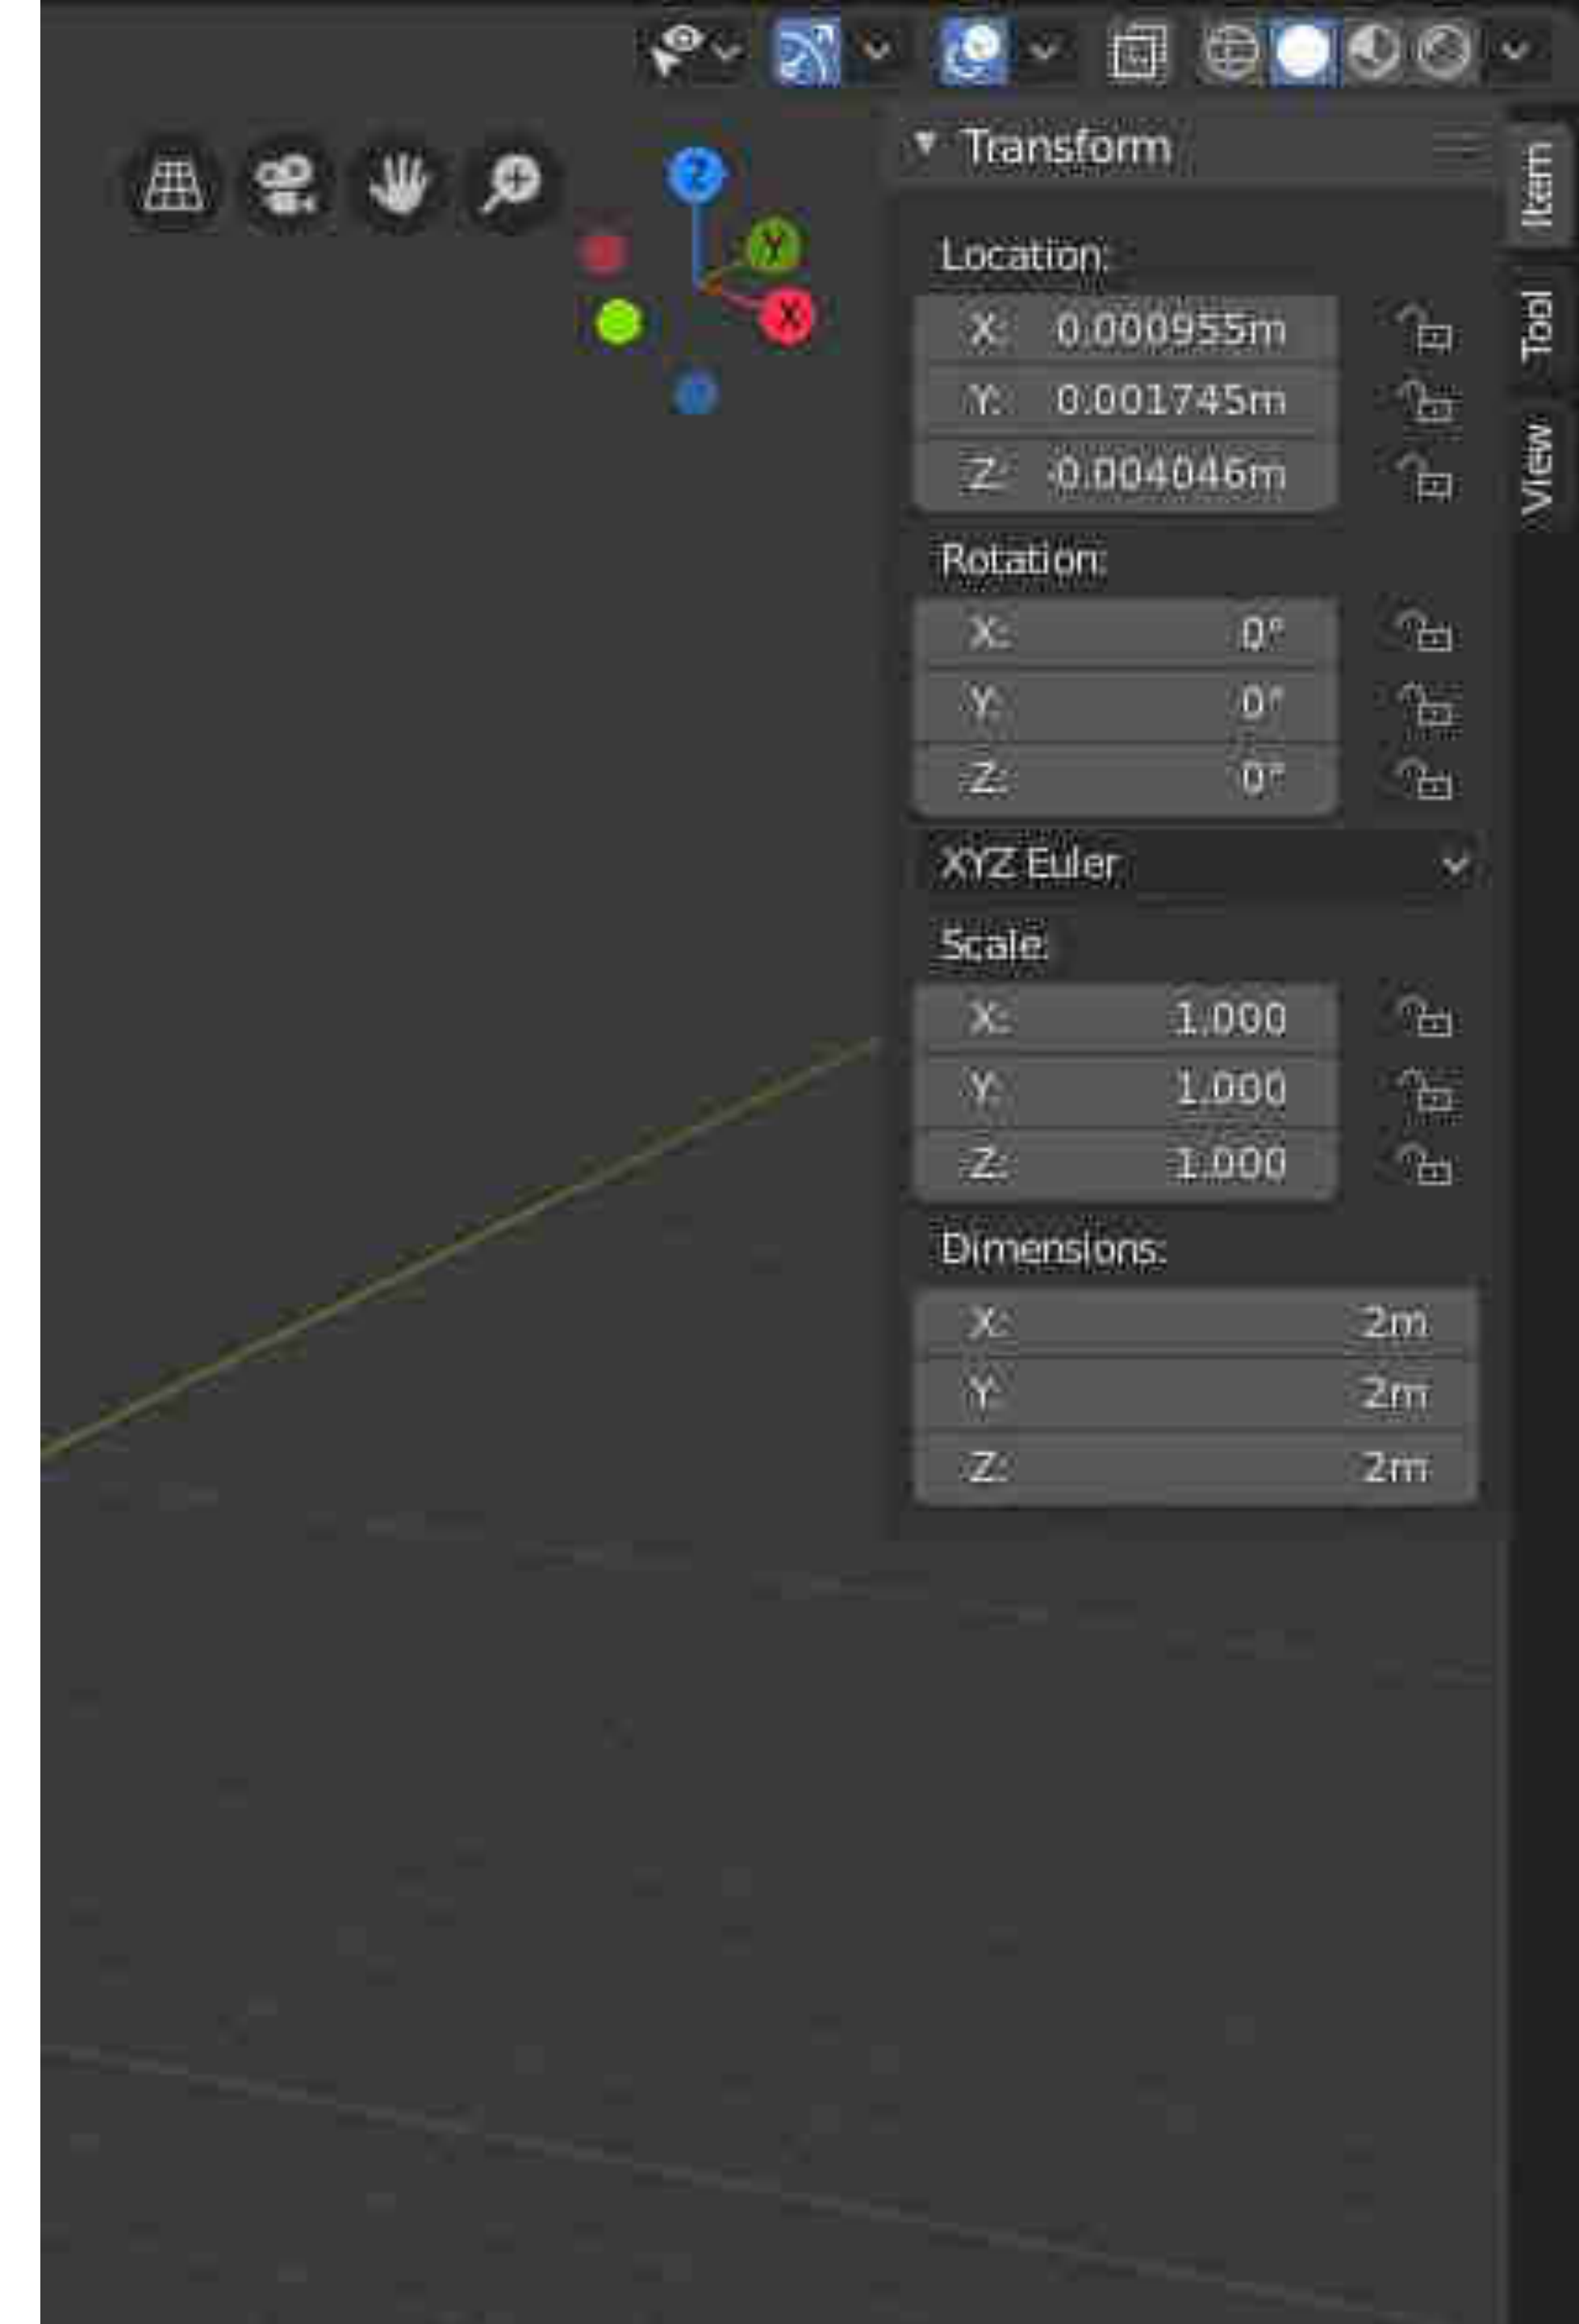 Transform
Location:
X: 0.000955m
Y: 0.001745m
Z: -0.004046m
Rotation:
X: 0°
Y: 0°
Z: 0°
XYZ Euler
Scale:
X: 1.000
Y: 1.000
Z: 1.000
Dimensions:
X: 2m
Y: 2m
Z: 2m
Item
Tool
View
Z
Y
X